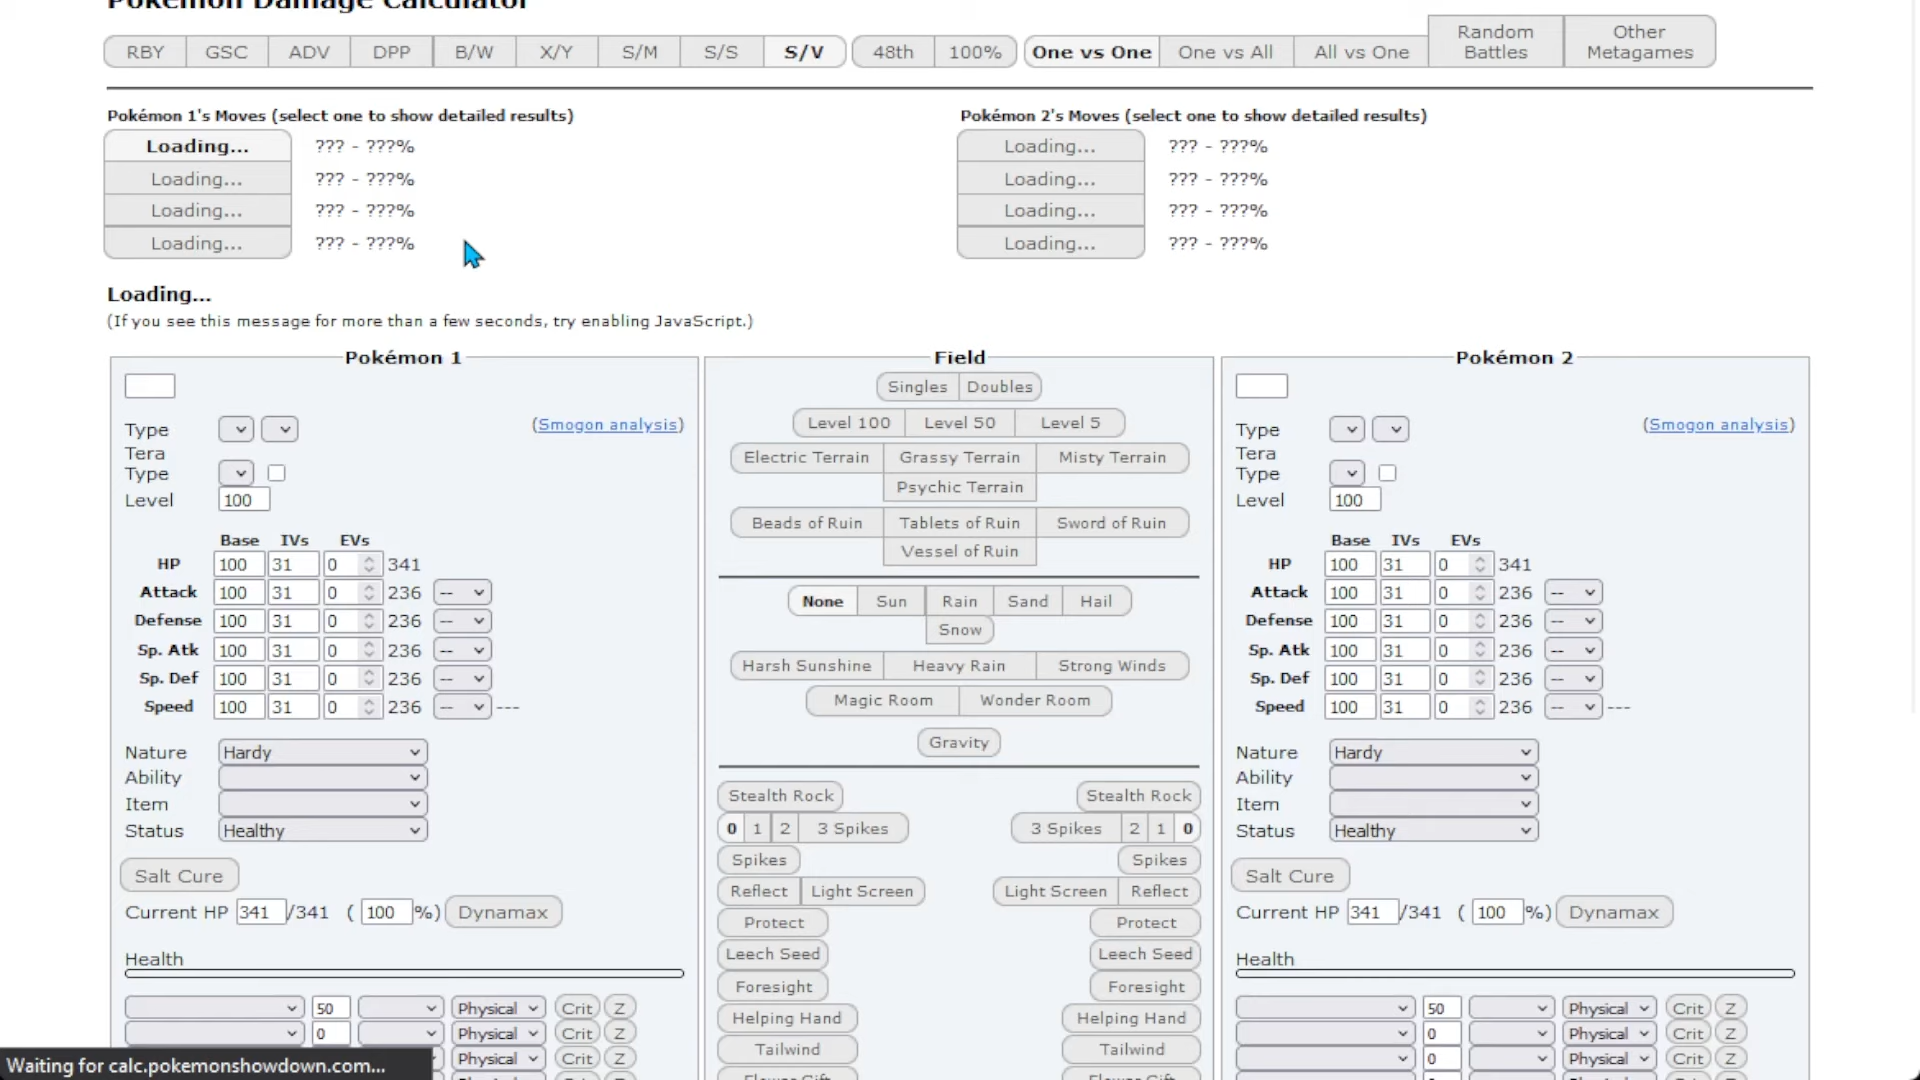 Pokémon Damage Calculator
RBY GSC ADV DPP B/W X/Y S/M S/S S/V 48th 100% One vs One One vs All All vs One Random Battles Other Metagames
Pokémon 1's Moves (select one to show detailed results) Pokémon 2's Moves (select one to show detailed results)
Loading... ??? - ???% Loading... ??? - ???%
Loading... ??? - ???% Loading... ??? - ???%
Loading... ??? - ???% Loading... ??? - ???%
Loading... ??? - ???% Loading... ??? - ???%
Loading...
(If you see this message for more than a few seconds, try enabling JavaScript.)
Pokémon 1
Type (Smogon analysis)
Tera
Type
Level 100
Base IVs EVs
HP 100 31 0 341
Attack 100 31 0 236 --
Defense 100 31 0 236 --
Sp. Atk 100 31 0 236 --
Sp. Def 100 31 0 236 --
Speed 100 31 0 236 -- ---
Nature Hardy
Ability
Item
Status Healthy
Salt Cure
Current HP 341 /341 ( 100 %) Dynamax
Health
50 Physical Crit Z
0 Physical Crit Z
Physical Crit Z
Field
Singles Doubles
Level 100 Level 50 Level 5
Electric Terrain Grassy Terrain Misty Terrain
Psychic Terrain
Beads of Ruin Tablets of Ruin Sword of Ruin
Vessel of Ruin
None Sun Rain Sand Hail
Snow
Harsh Sunshine Heavy Rain Strong Winds
Magic Room Wonder Room
Gravity
Stealth Rock Stealth Rock
0 1 2 3 Spikes 3 Spikes 2 1 0
Spikes Spikes
Reflect Light Screen Light Screen Reflect
Protect Protect
Leech Seed Leech Seed
Foresight Foresight
Helping Hand Helping Hand
Tailwind Tailwind
Flower Gift Flower Gift
Pokémon 2
Type (Smogon analysis)
Tera
Type
Level 100
Base IVs EVs
HP 100 31 0 341
Attack 100 31 0 236 --
Defense 100 31 0 236 --
Sp. Atk 100 31 0 236 --
Sp. Def 100 31 0 236 --
Speed 100 31 0 236 -- ---
Nature Hardy
Ability
Item
Status Healthy
Salt Cure
Current HP 341 /341 ( 100 %) Dynamax
Health
50 Physical Crit Z
0 Physical Crit Z
0 Physical Crit Z
Waiting for calc.pokemonshowdown.com...